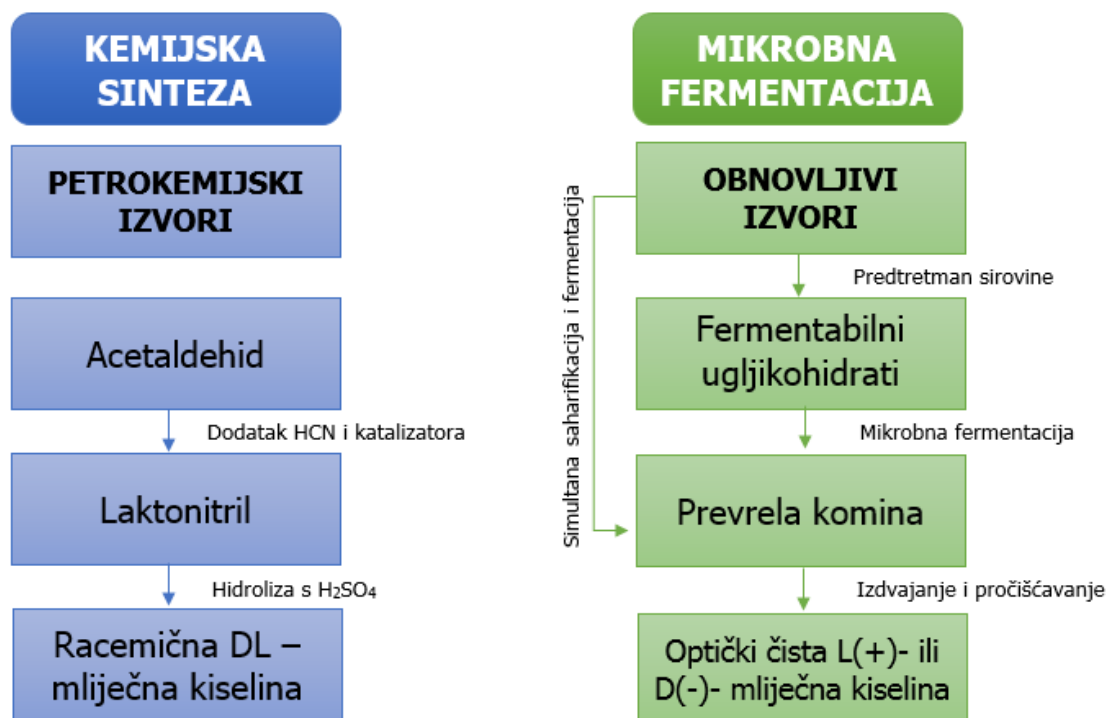 KEMIJSKA
SINTEZA
PETROKEMIJSKI
IZVORI
Acetaldehid
Dodatak HCN i katalizatora
Laktonitril
Hidroliza s H₂SO₄
Racemična DL –
mliječna kiselina
MIKROBNA
FERMENTACIJA
OBNOVLJIVI
IZVORI
Predtretman sirovine
Simultana saharifikacija i fermentacija
Fermentabilni
ugljikohidrati
Mikrobna fermentacija
Prevrela komina
Izdvajanje i pročišćavanje
Optički čista L(+)- ili
D(-)- mliječna kiselina